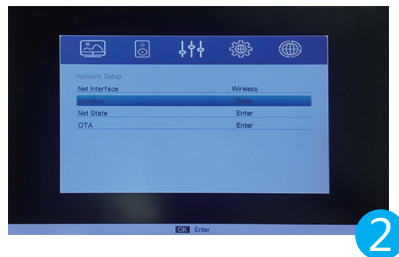 Network Setup
Net Interface Wireless
Wireless Enter
Net State Enter
OTA Enter
OK Enter
2